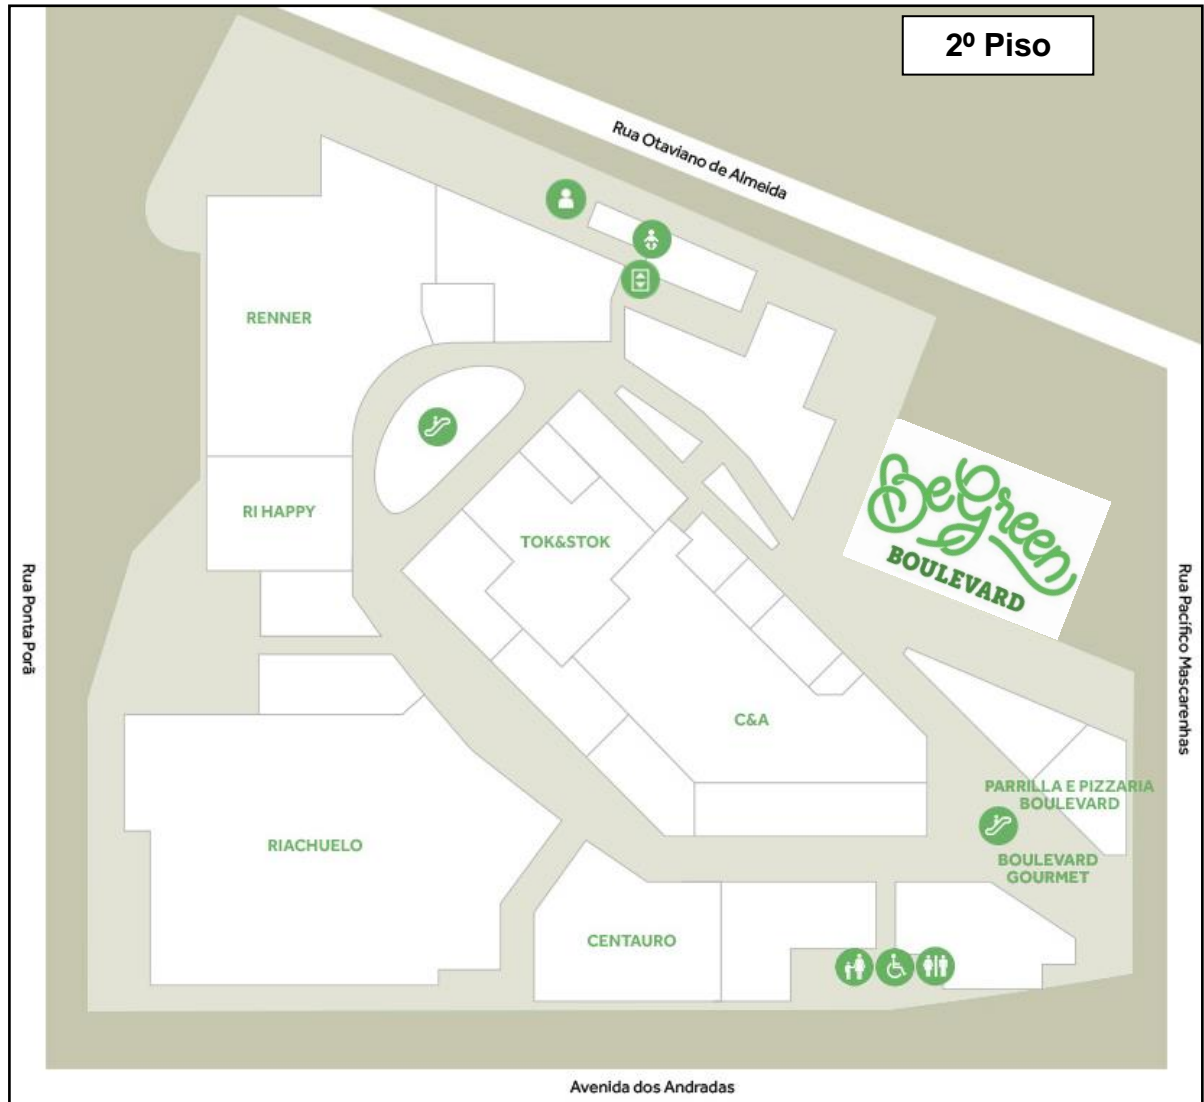 2º Piso
Rua Otaviano de Almeida
RENNER
BeGreen
BOULEVARD
RI HAPPY
TOK&STOK
Rua Ponta Porã
Rua Pacífico Mascarenhas
C&A
PARRILLA E PIZZARIA
BOULEVARD
RIACHUELO
BOULEVARD
GOURMET
CENTAURO
Avenida dos Andradas